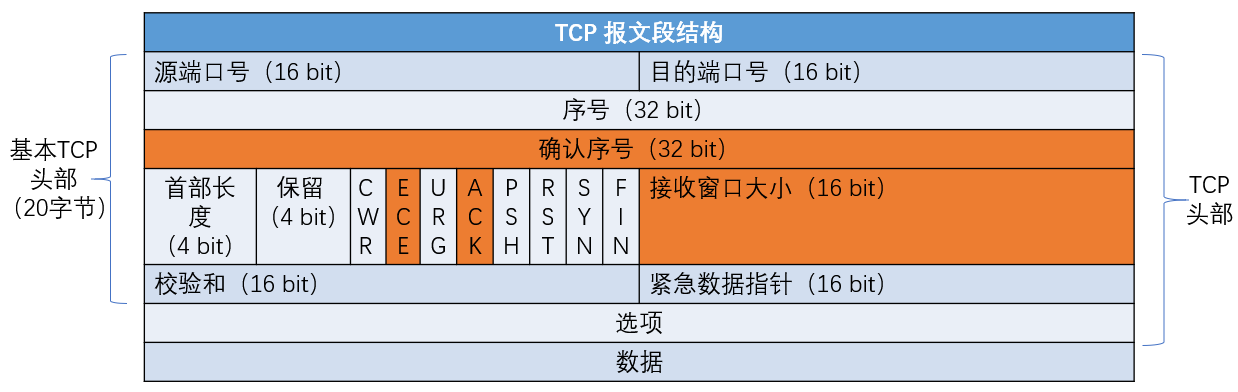 TCP 报文段结构
源端口号（16 bit）
目的端口号（16 bit）
序号（32 bit）
确认序号（32 bit）
基本TCP
头部
（20字节）
首部长
度
（4 bit）
保留
（4 bit）
CWR
ECE
URG
ACK
PSH
RST
SYN
FIN
接收窗口大小（16 bit）
TCP
头部
校验和（16 bit）
紧急数据指针（16 bit）
选项
数据